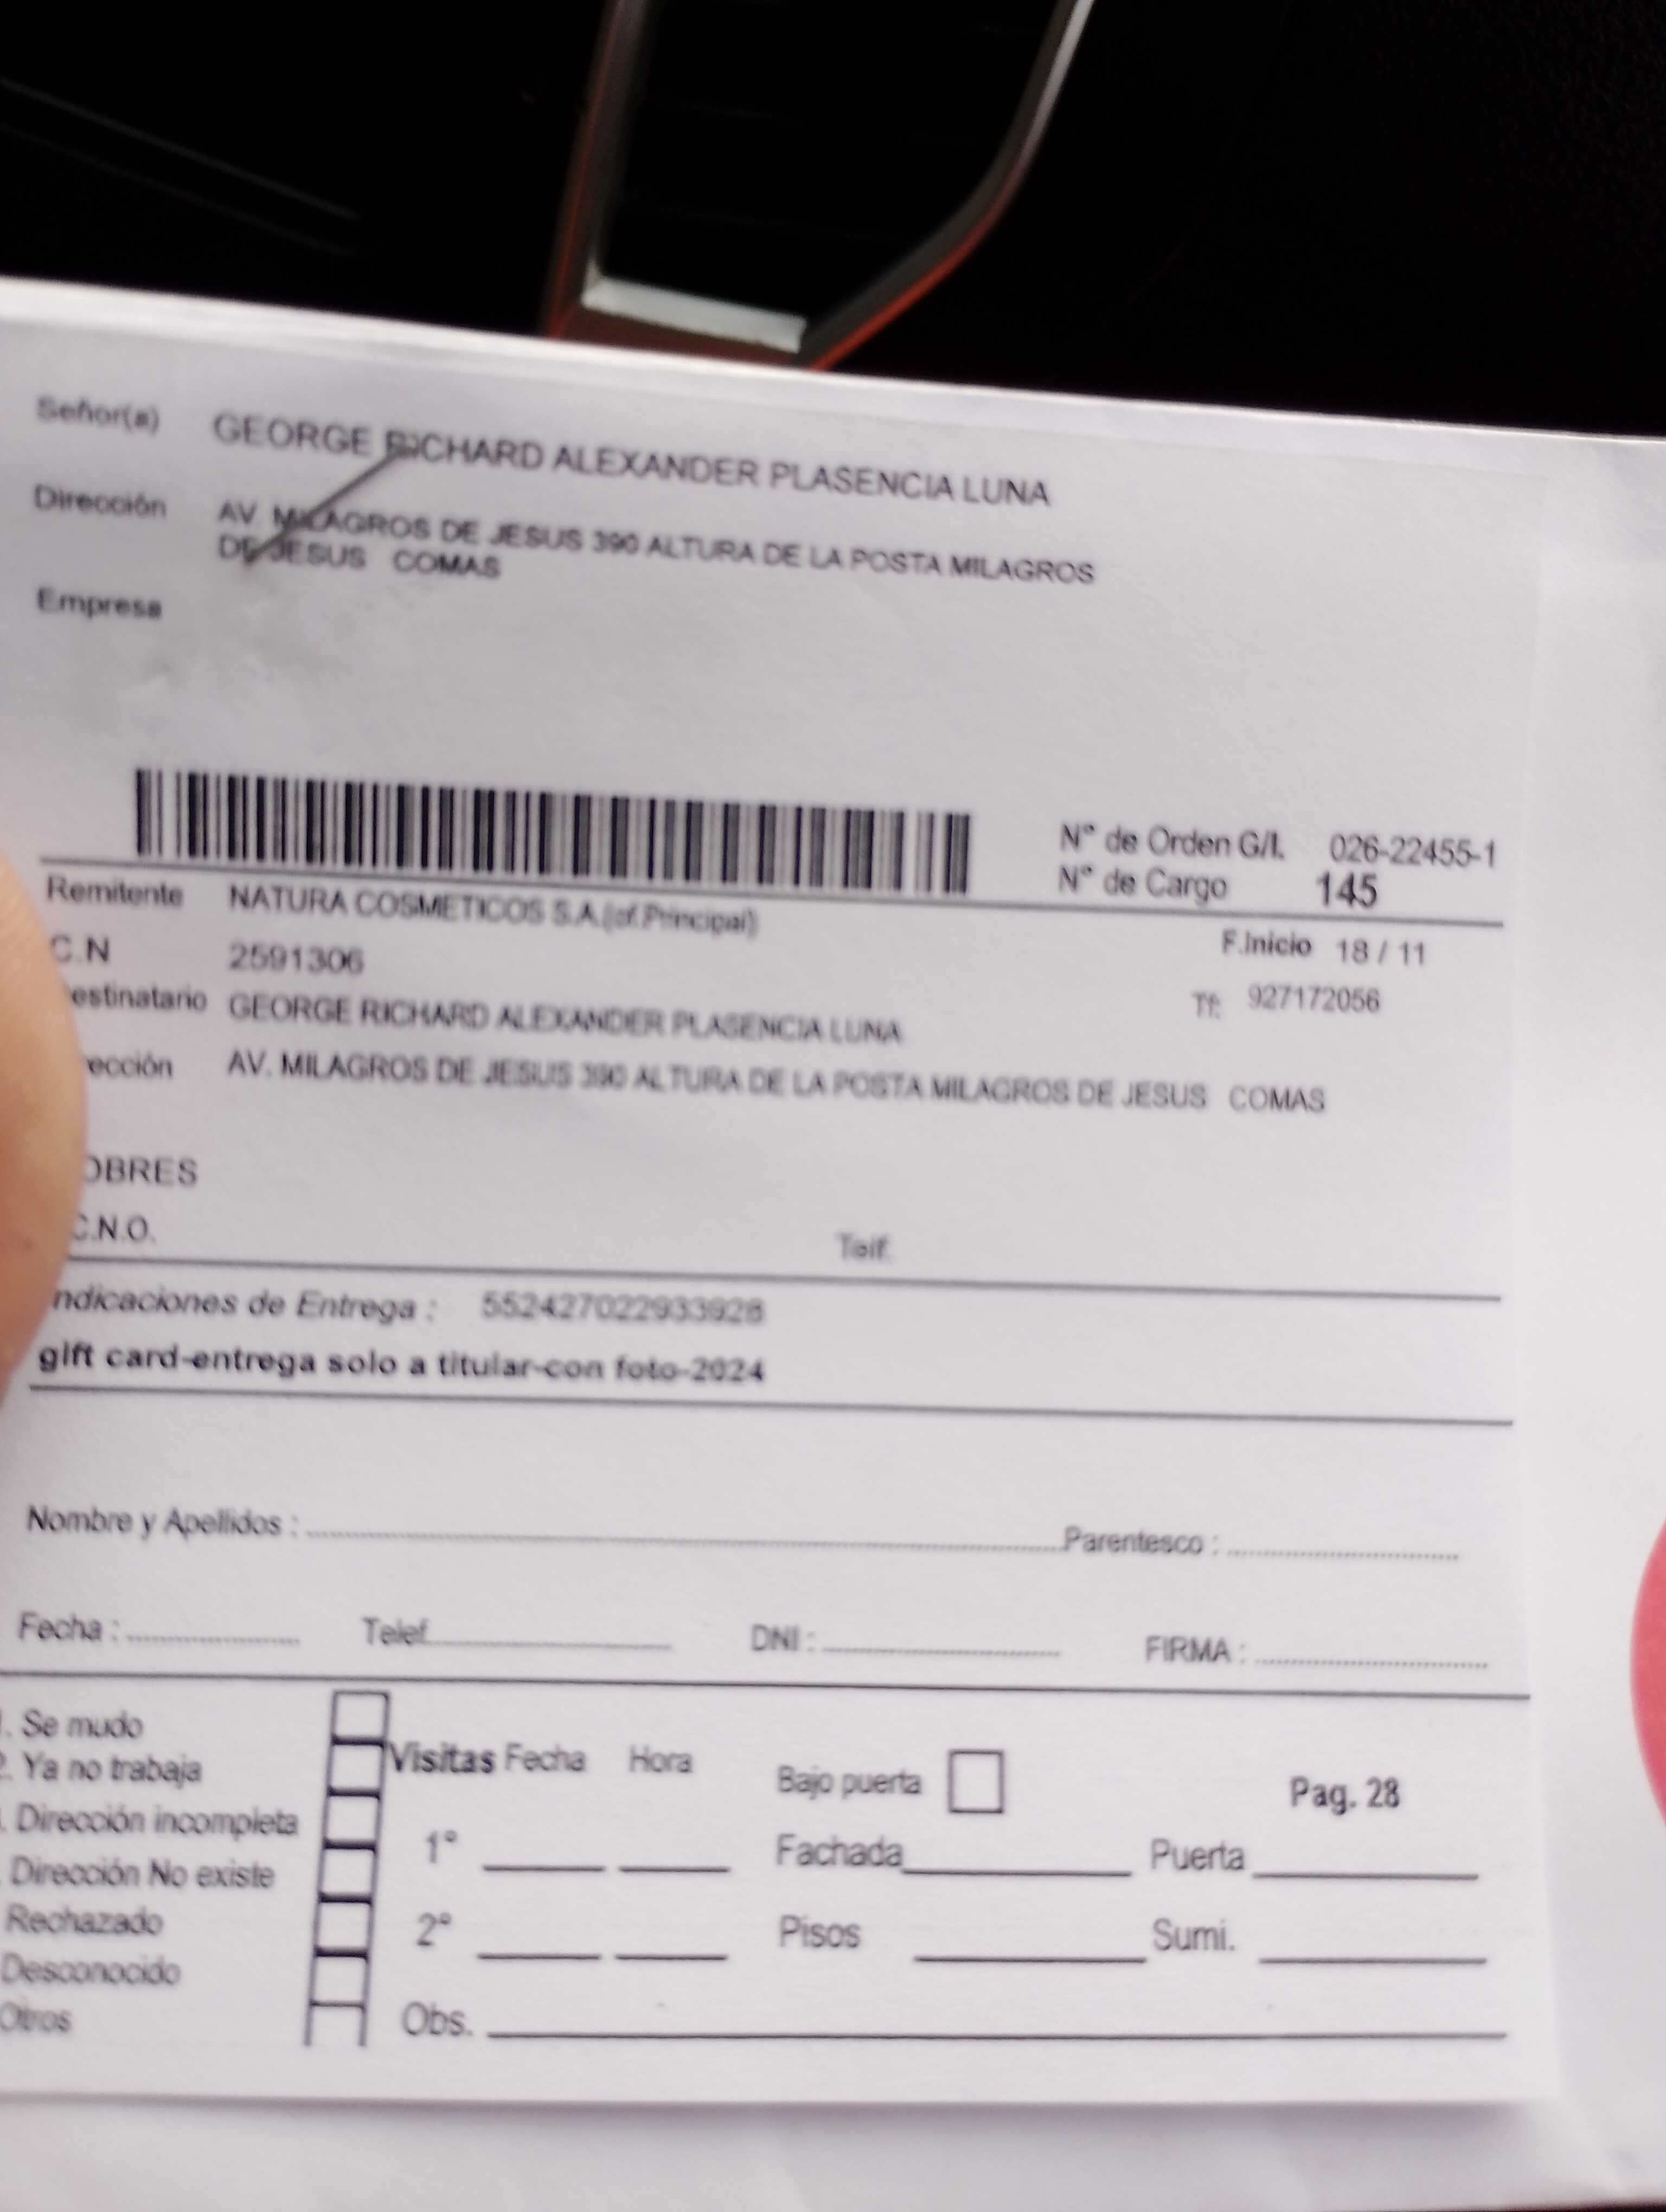 Señor(a) GEORGE RICHARD ALEXANDER PLASENCIA LUNA
Dirección AV. MILAGROS DE JESUS 390 ALTURA DE LA POSTA MILAGROS
DE JESUS COMAS
Empresa
N° de Orden G/I. 026-22455-1
N° de Cargo 145
Remitente NATURA COSMETICOS S.A.(of.Principal)
F.Inicio 18 / 11
C.N 2591306
Tf: 927172056
estinatario GEORGE RICHARD ALEXANDER PLASENCIA LUNA
ección AV. MILAGROS DE JESUS 390 ALTURA DE LA POSTA MILAGROS DE JESUS COMAS
OBRES
C.N.O. Telf.
ndicaciones de Entrega : 552427022933928
gift card-entrega solo a titular-con foto-2024
Nombre y Apellidos : Parentesco :
Fecha : Telef. DNI : FIRMA :
1. Se mudo
2. Ya no trabaja
. Dirección incompleta
. Dirección No existe
Rechazado
Desconocido
Otros
Visitas Fecha Hora
1°
2°
Obs.
Bajo puerta Pag. 28
Fachada Puerta
Pisos Sumi.